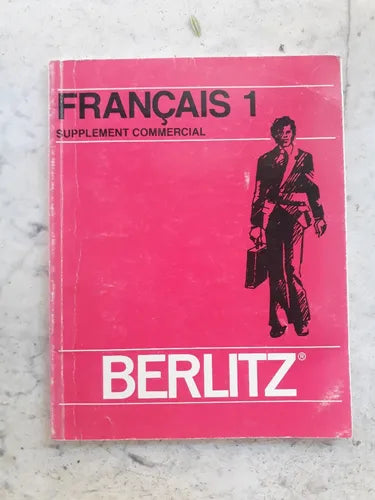 FRANÇAIS 1
SUPPLEMENT COMMERCIAL
BERLITZ®